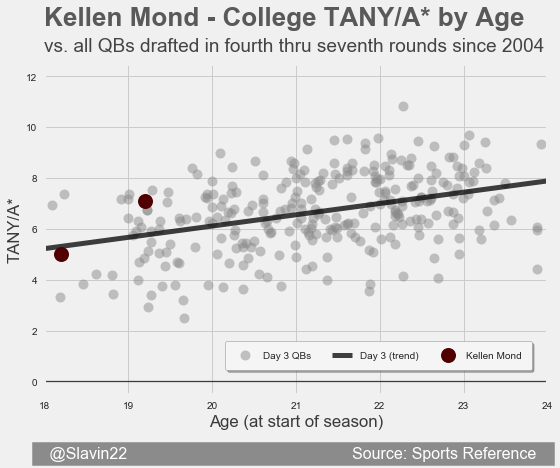 Kellen Mond - College TANY/A* by Age
vs. all QBs drafted in fourth thru seventh rounds since 2004
12
10
8
6
4
2
0
TANY/A*
Day 3 QBs
Day 3 (trend)
Kellen Mond
18
19
20
21
22
23
24
Age (at start of season)
@Slavin22
Source: Sports Reference